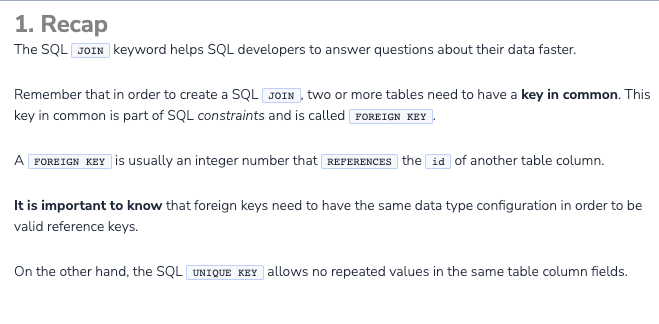 1. Recap
The SQL JOIN keyword helps SQL developers to answer questions about their data faster.
Remember that in order to create a SQL JOIN, two or more tables need to have a key in common. This
key in common is part of SQL constraints and is called FOREIGN KEY.
A FOREIGN KEY is usually an integer number that REFERENCES the id of another table column.
It is important to know that foreign keys need to have the same data type configuration in order to be
valid reference keys.
On the other hand, the SQL UNIQUE KEY allows no repeated values in the same table column fields.